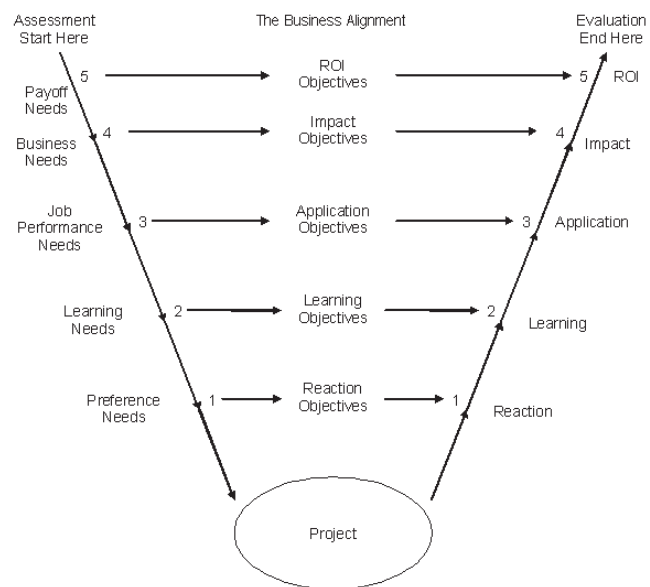 Assessment
Start Here
The Business Alignment
Evaluation
End Here
5
ROI
Objectives
5
ROI
Payoff
Needs
4
Impact
Objectives
4
Business
Needs
Impact
Job
Performance
Needs
3
Application
Objectives
3
Application
Learning
Needs
2
Learning
Objectives
2
Learning
Preference
Needs
1
Reaction
Objectives
1
Reaction
Project